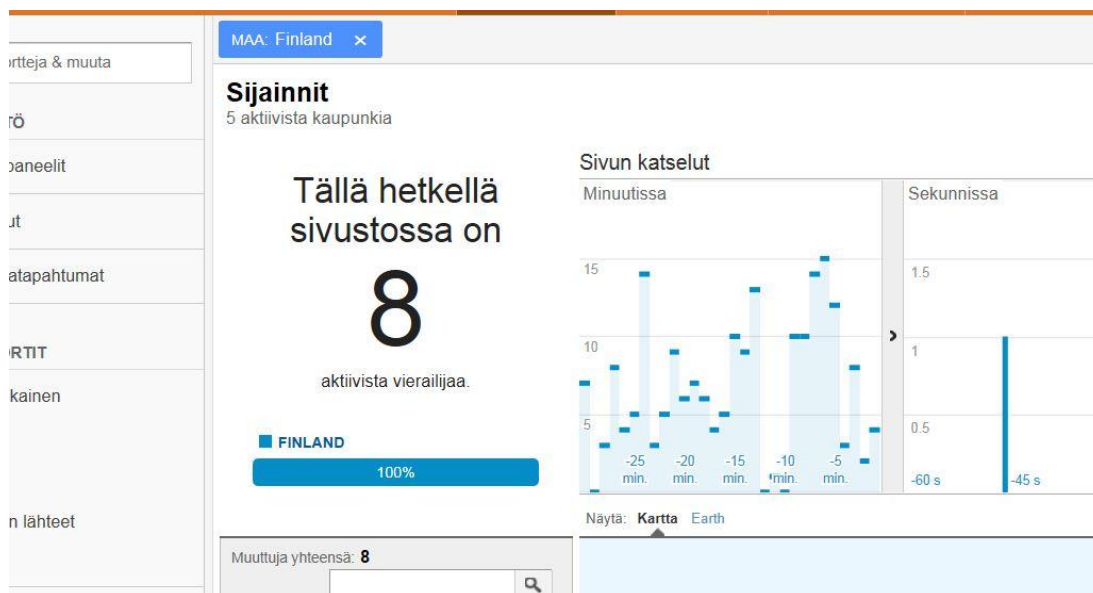 MAA: Finland ×
rtteja & muuta
Sijainnit
5 aktiivista kaupunkia
TÖ
paneelit
ut
atapahtumat
ORTIT
kainen
n lähteet
Tällä hetkellä
sivustossa on
8
aktiivista vierailijaa.
FINLAND
100%
Sivun katselut
Minuutissa
15
10
5
-25 min.
-20 min.
-15 min.
-10 min.
-5 min.
Sekunnissa
1.5
1
0.5
-60 s
-45 s
Näytä: Kartta Earth
Muuttuja yhteensä: 8